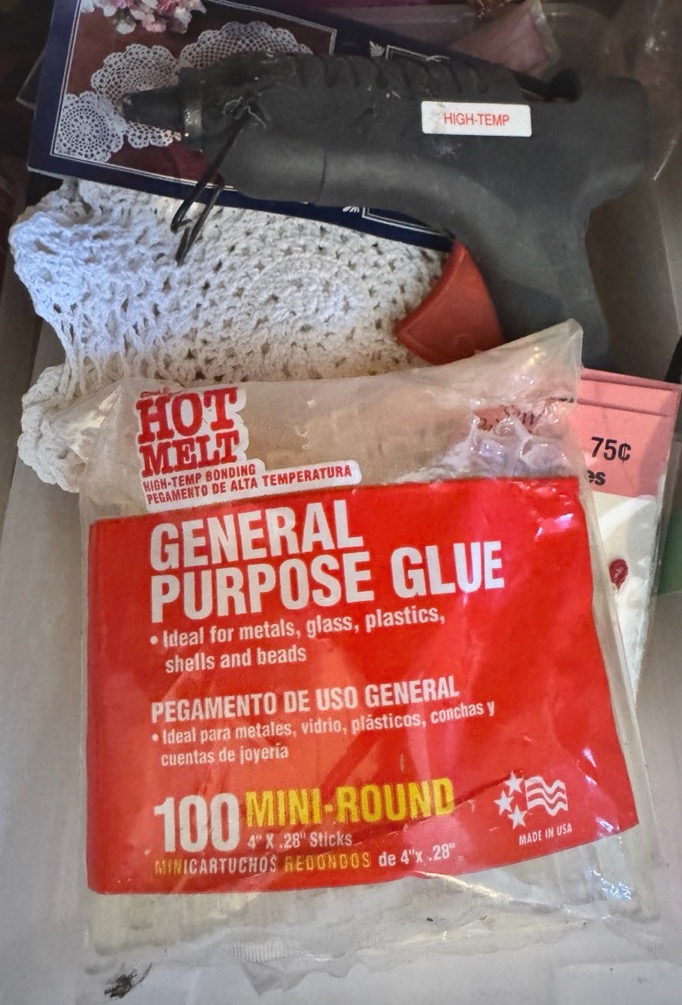 HIGH-TEMP
HOT
MELT
HIGH-TEMP BONDING
PEGAMENTO DE ALTA TEMPERATURA
75¢
es
GENERAL
PURPOSE GLUE
• Ideal for metals, glass, plastics,
shells and beads
PEGAMENTO DE USO GENERAL
• Ideal para metales, vidrio, plásticos, conchas y
cuentas de joyería
100 MINI-ROUND
4" X .28" Sticks
MINICARTUCHOS REDONDOS de 4"x .28"
MADE IN USA